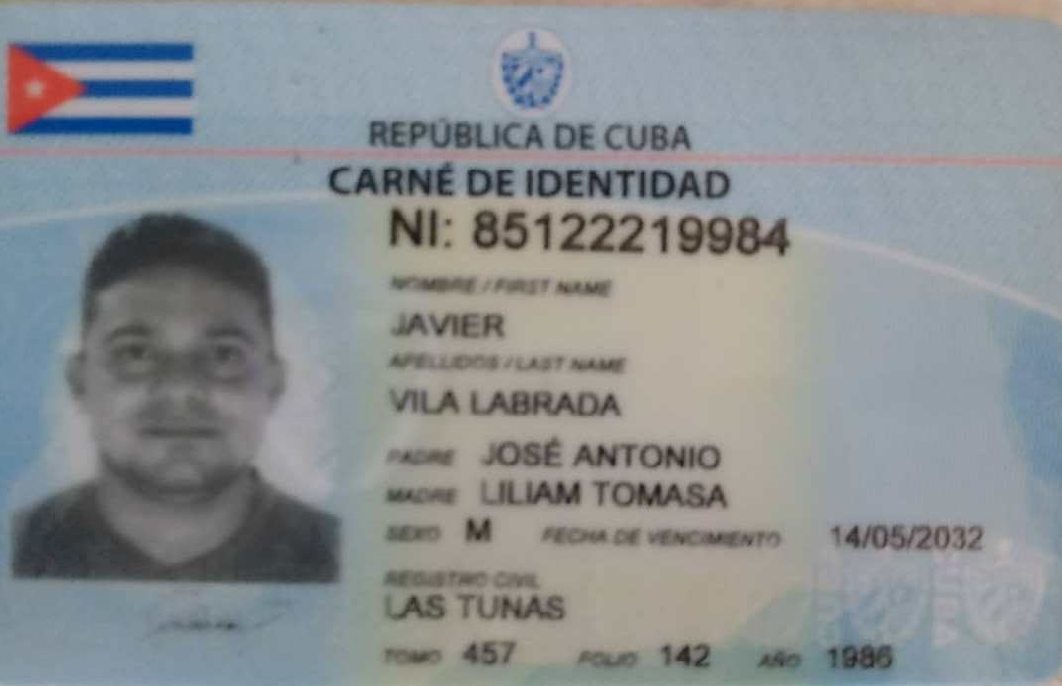 REPÚBLICA DE CUBA
CARNÉ DE IDENTIDAD
NI: 85122219984
NOMBRE / FIRST NAME
JAVIER
APELLIDOS / LAST NAME
VILA LABRADA
PADRE JOSÉ ANTONIO
MADRE LILIAM TOMASA
SEXO M FECHA DE VENCIMIENTO 14/05/2032
REGISTRO CIVIL
LAS TUNAS
TOMO 457 FOLIO 142 AÑO 1986